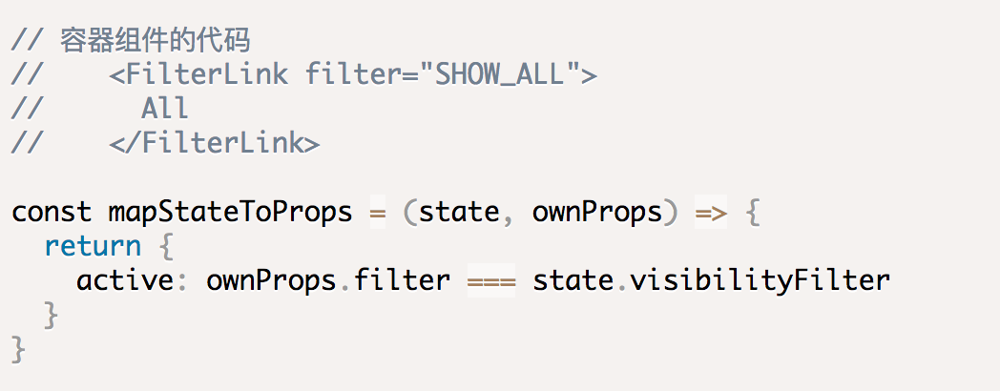 // 容器组件的代码
//    <FilterLink filter="SHOW_ALL">
//      All
//    </FilterLink>
const mapStateToProps = (state, ownProps) => {
  return {
    active: ownProps.filter === state.visibilityFilter
  }
}